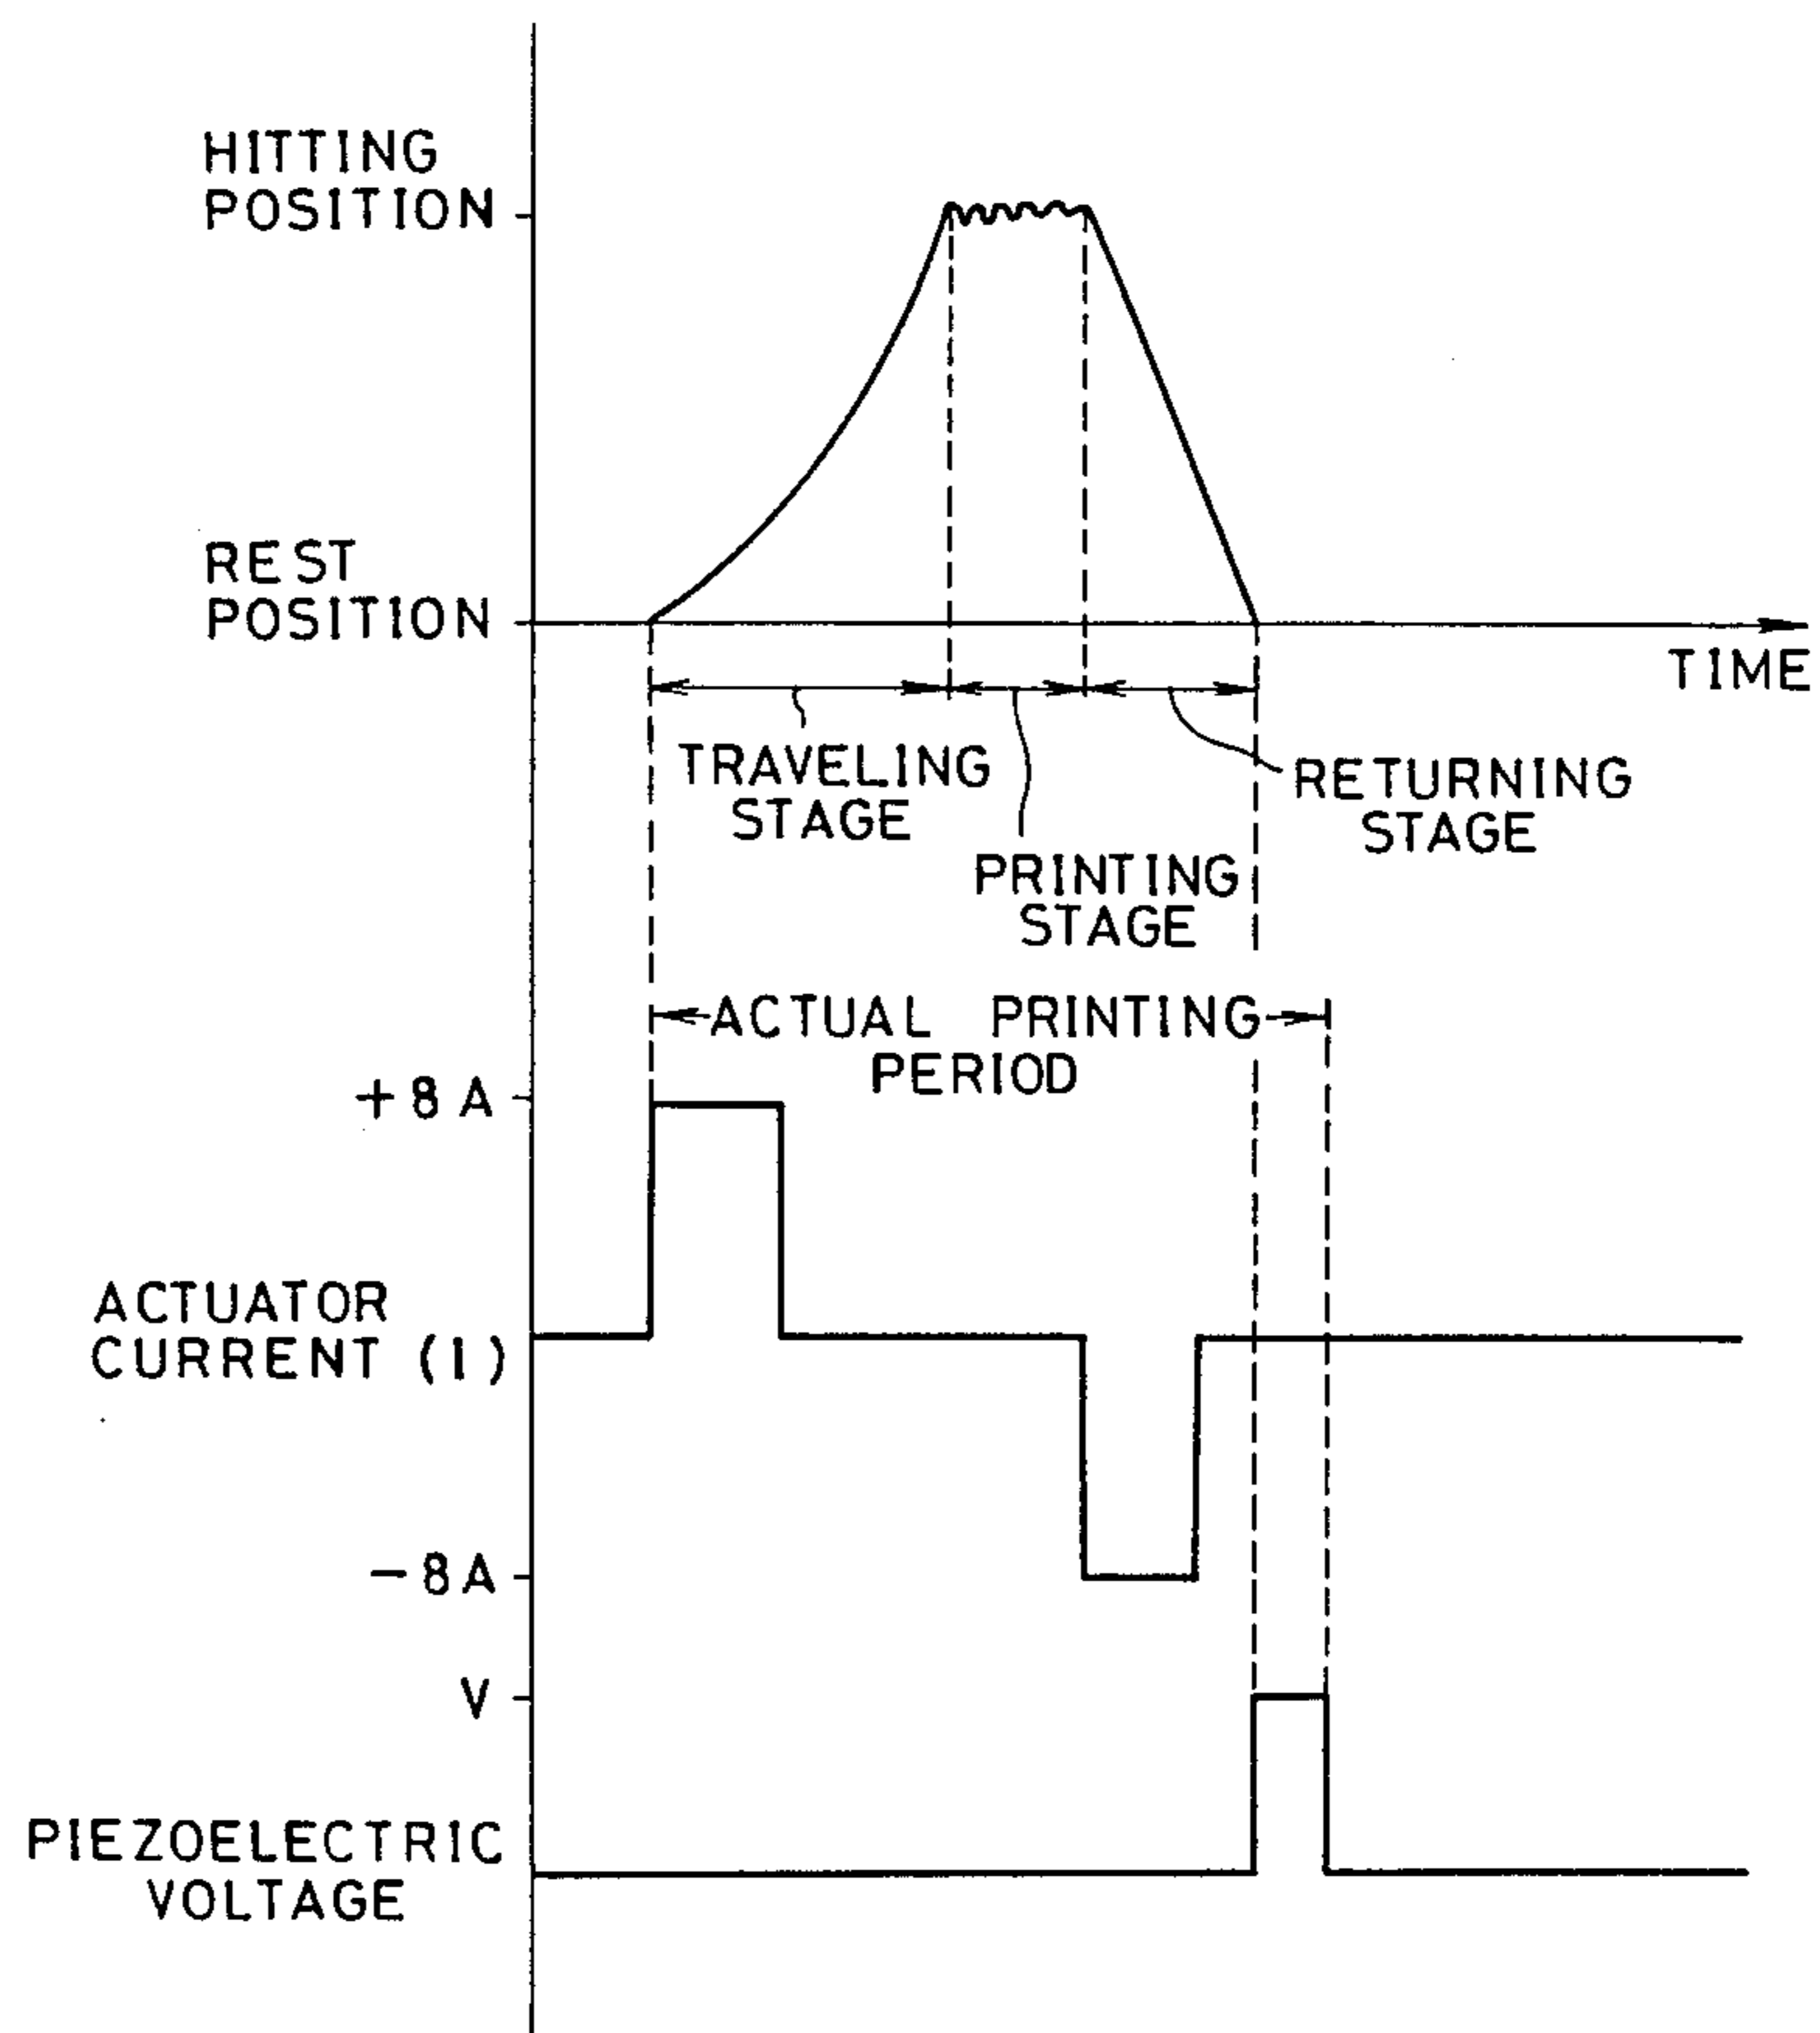 HITTING
POSITION
REST
POSITION
TIME
TRAVELING
STAGE
RETURNING
STAGE
PRINTING
STAGE
ACTUAL PRINTING
PERIOD
+8 A
ACTUATOR
CURRENT (I)
-8A
V
PIEZOELECTRIC
VOLTAGE